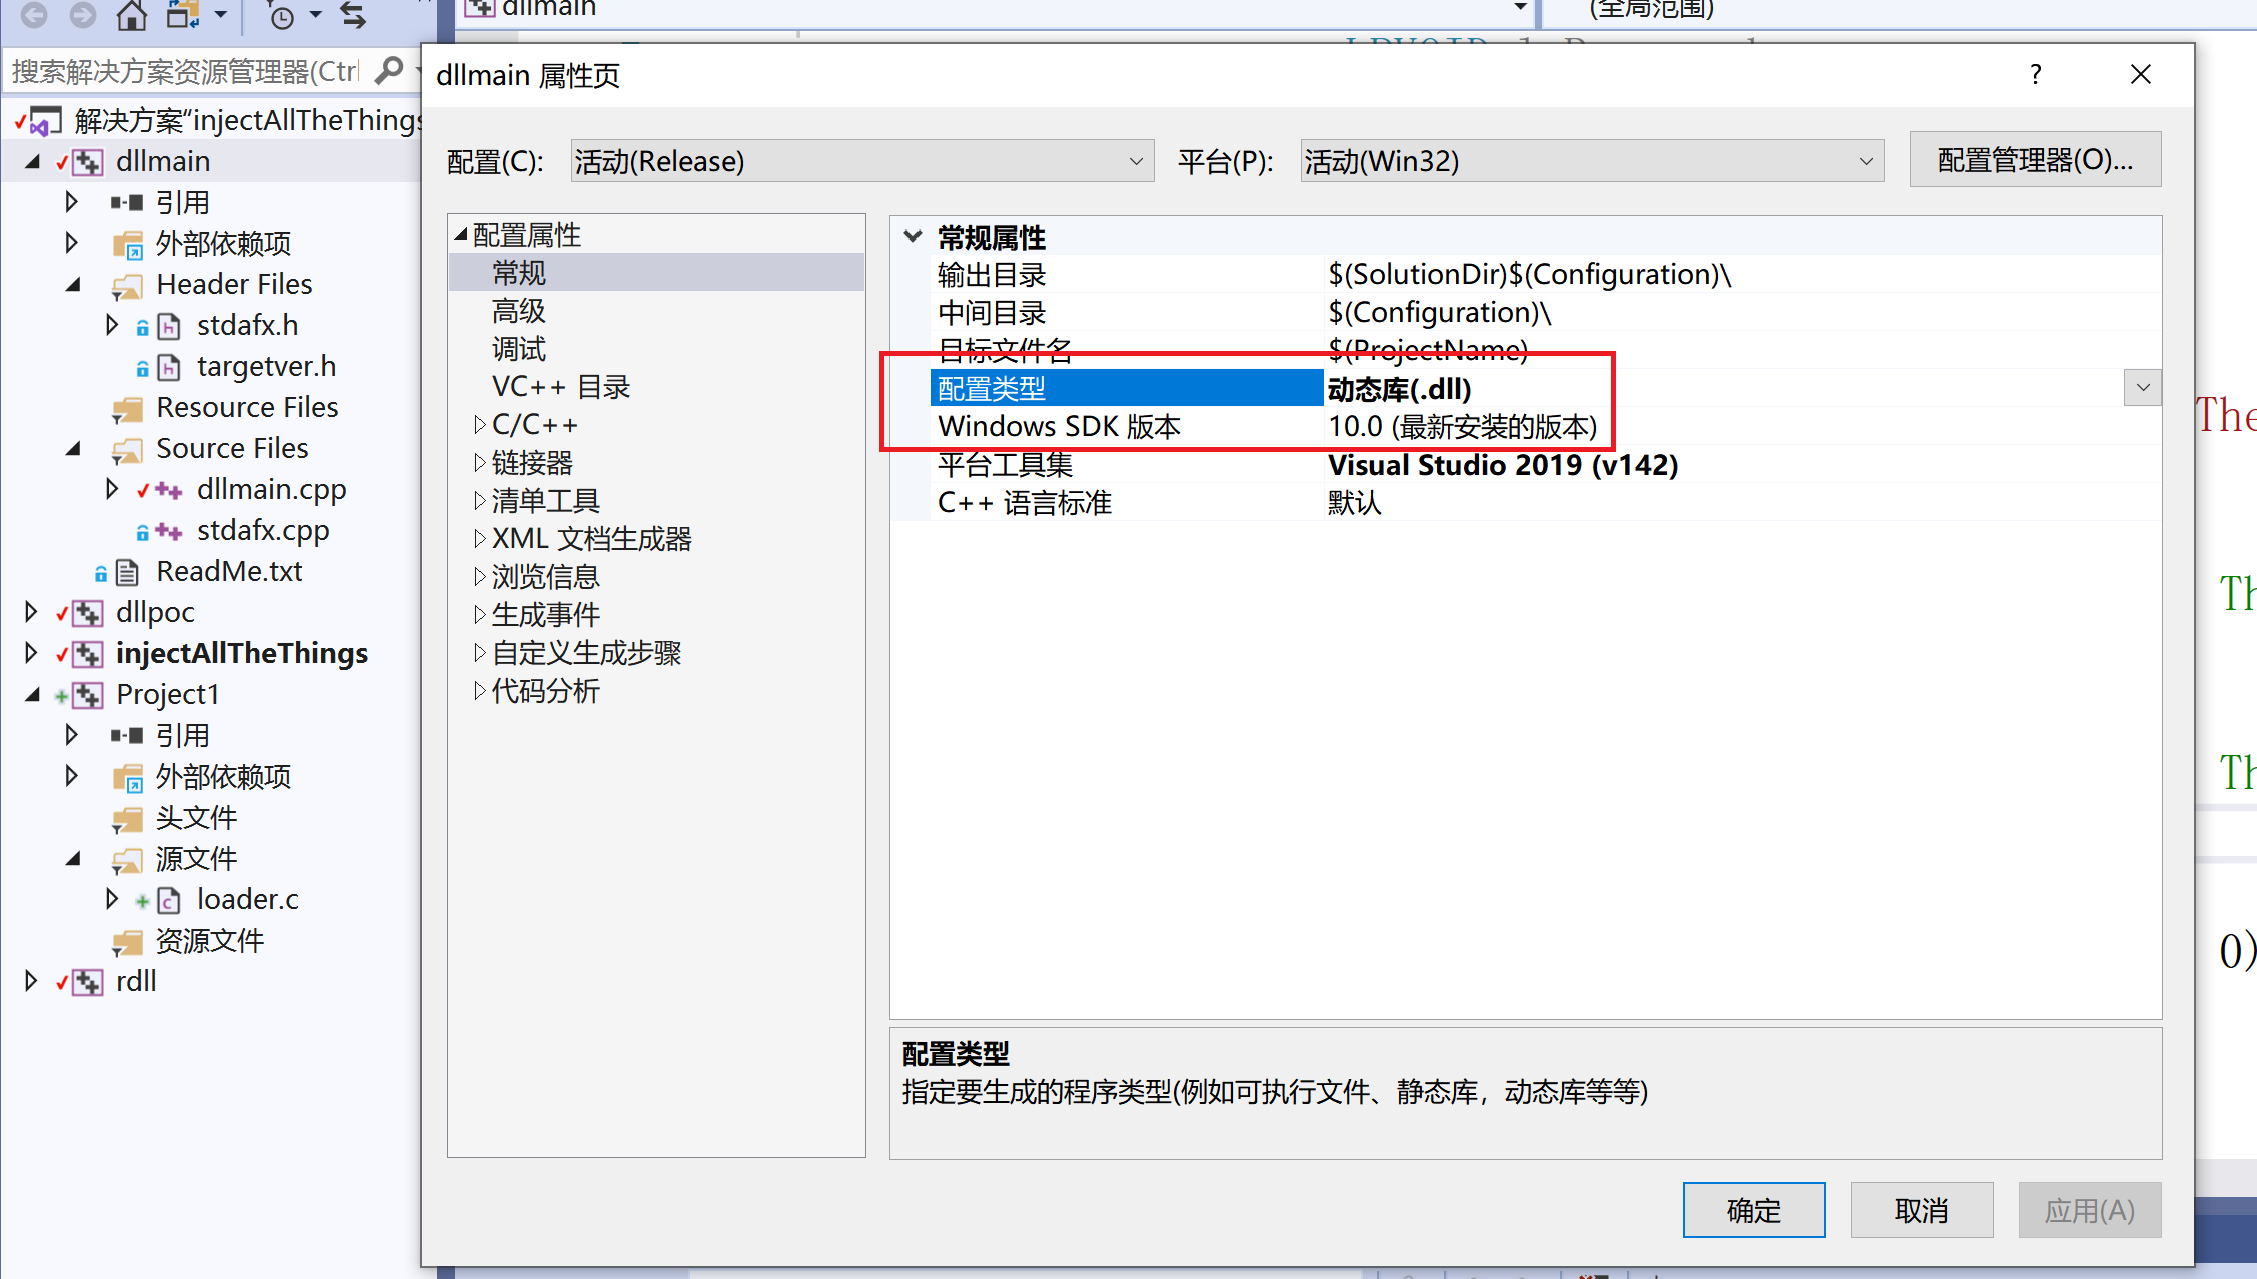 dllmain
(全局范围)
搜索解决方案资源管理器(Ctrl
解决方案“injectAllTheThings
dllmain
引用
外部依赖项
Header Files
stdafx.h
targetver.h
Resource Files
Source Files
dllmain.cpp
stdafx.cpp
ReadMe.txt
dllpoc
injectAllTheThings
Project1
引用
外部依赖项
头文件
源文件
loader.c
资源文件
rdll
dllmain 属性页
?
配置(C):
活动(Release)
平台(P):
活动(Win32)
配置管理器(O)...
配置属性
常规
高级
调试
VC++ 目录
C/C++
链接器
清单工具
XML 文档生成器
浏览信息
生成事件
自定义生成步骤
代码分析
常规属性
输出目录 $(SolutionDir)$(Configuration)\
中间目录 $(Configuration)\
目标文件名 $(ProjectName)
配置类型 动态库(.dll)
Windows SDK 版本 10.0 (最新安装的版本)
平台工具集 Visual Studio 2019 (v142)
C++ 语言标准 默认
配置类型
指定要生成的程序类型(例如可执行文件、静态库，动态库等等)
确定
取消
应用(A)
The
Th
Th
0)